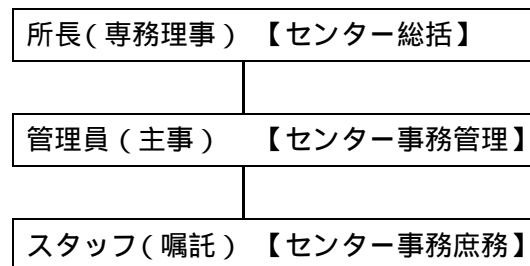 所長(専務理事) 【センター総括】
管理員(主事) 【センター事務管理】
スタッフ(嘱託) 【センター事務庶務】